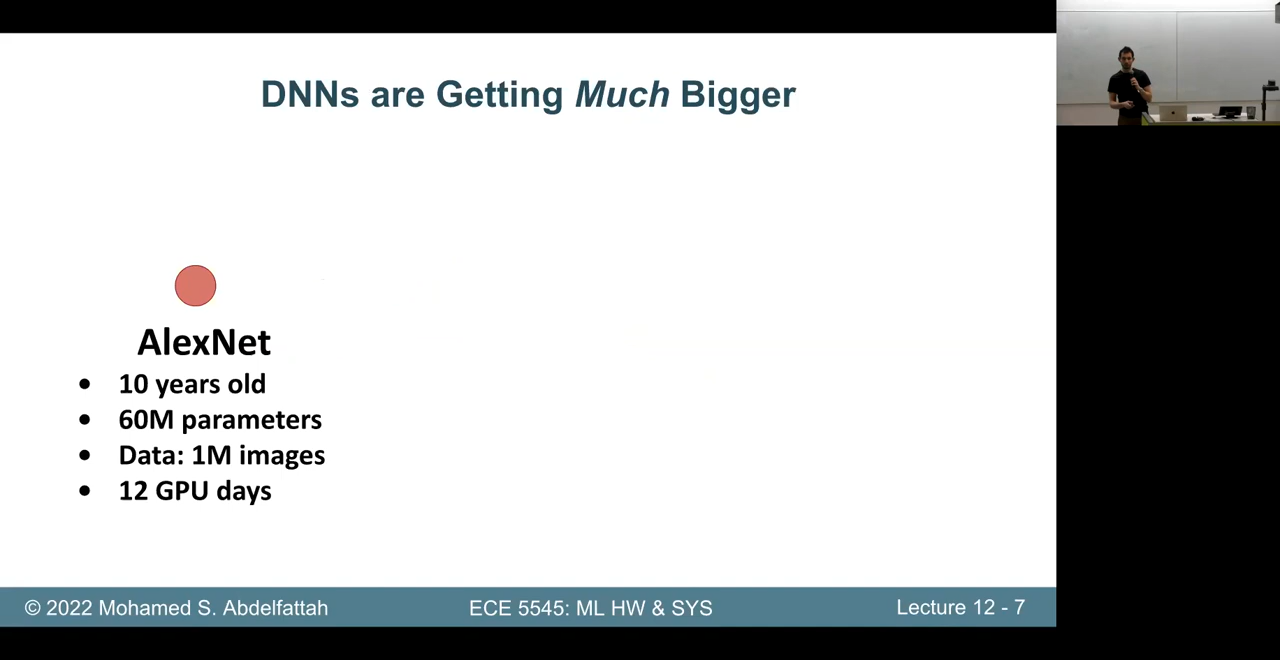 DNNs are Getting Much Bigger
AlexNet
• 10 years old
• 60M parameters
• Data: 1M images
• 12 GPU days
© 2022 Mohamed S. Abdelfattah
ECE 5545: ML HW & SYS
Lecture 12 - 7